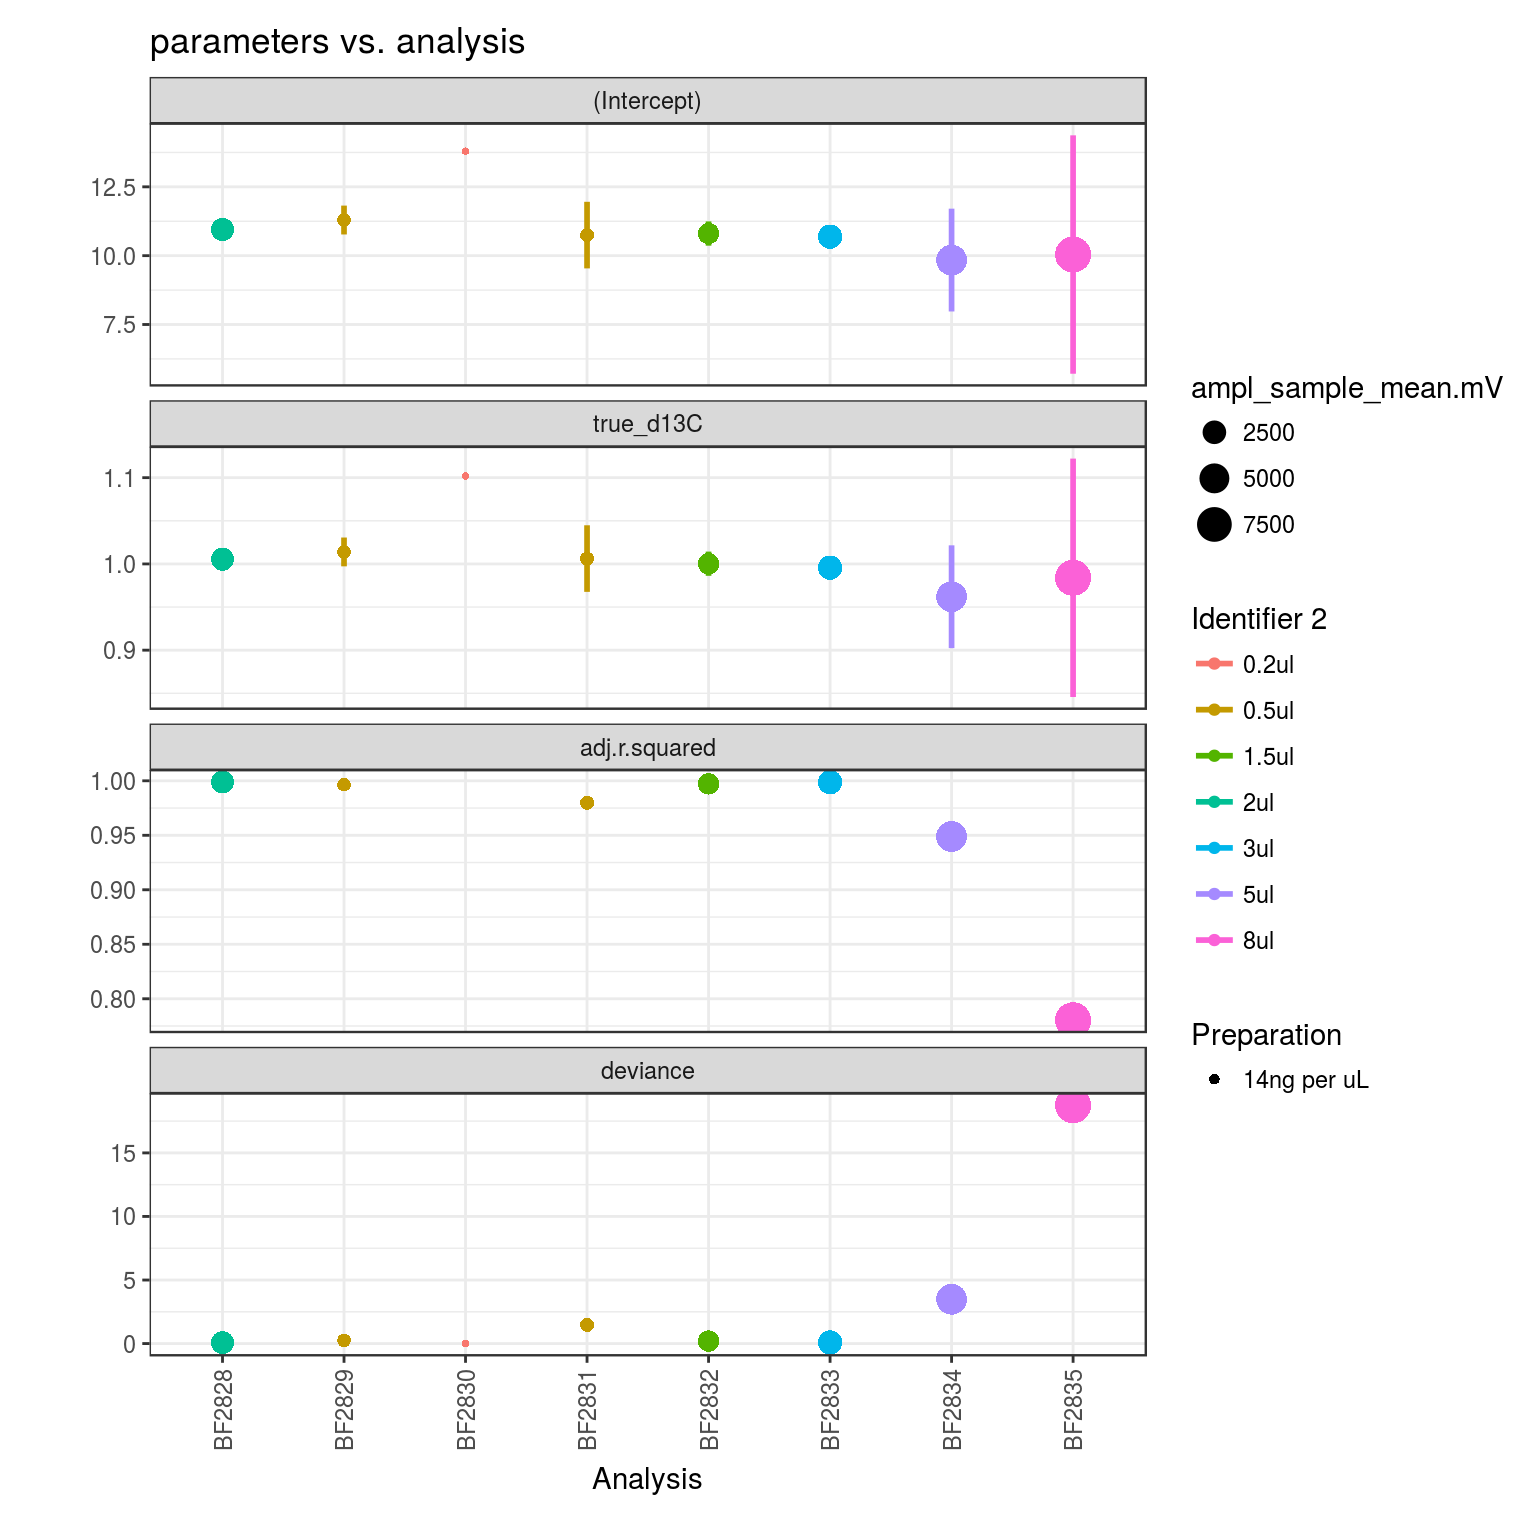 parameters vs. analysis
(Intercept)
12.5
10.0
7.5
true_d13C
1.1
1.0
0.9
adj.r.squared
1.00
0.95
0.90
0.85
0.80
deviance
15
10
5
0
BF2828
BF2829
BF2830
BF2831
BF2832
BF2833
BF2834
BF2835
Analysis
ampl_sample_mean.mV
2500
5000
7500
Identifier 2
0.2ul
0.5ul
1.5ul
2ul
3ul
5ul
8ul
Preparation
14ng per uL